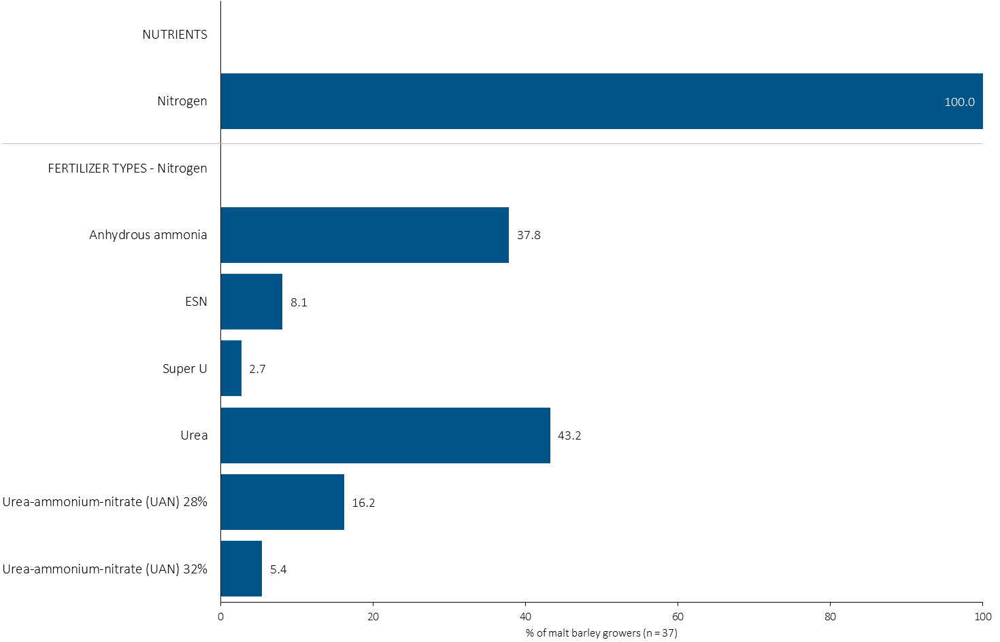 NUTRIENTS
Nitrogen 100.0
FERTILIZER TYPES - Nitrogen
Anhydrous ammonia 37.8
ESN 8.1
Super U 2.7
Urea 43.2
Urea-ammonium-nitrate (UAN) 28% 16.2
Urea-ammonium-nitrate (UAN) 32% 5.4
0 20 40 60 80 100
% of malt barley growers (n = 37)